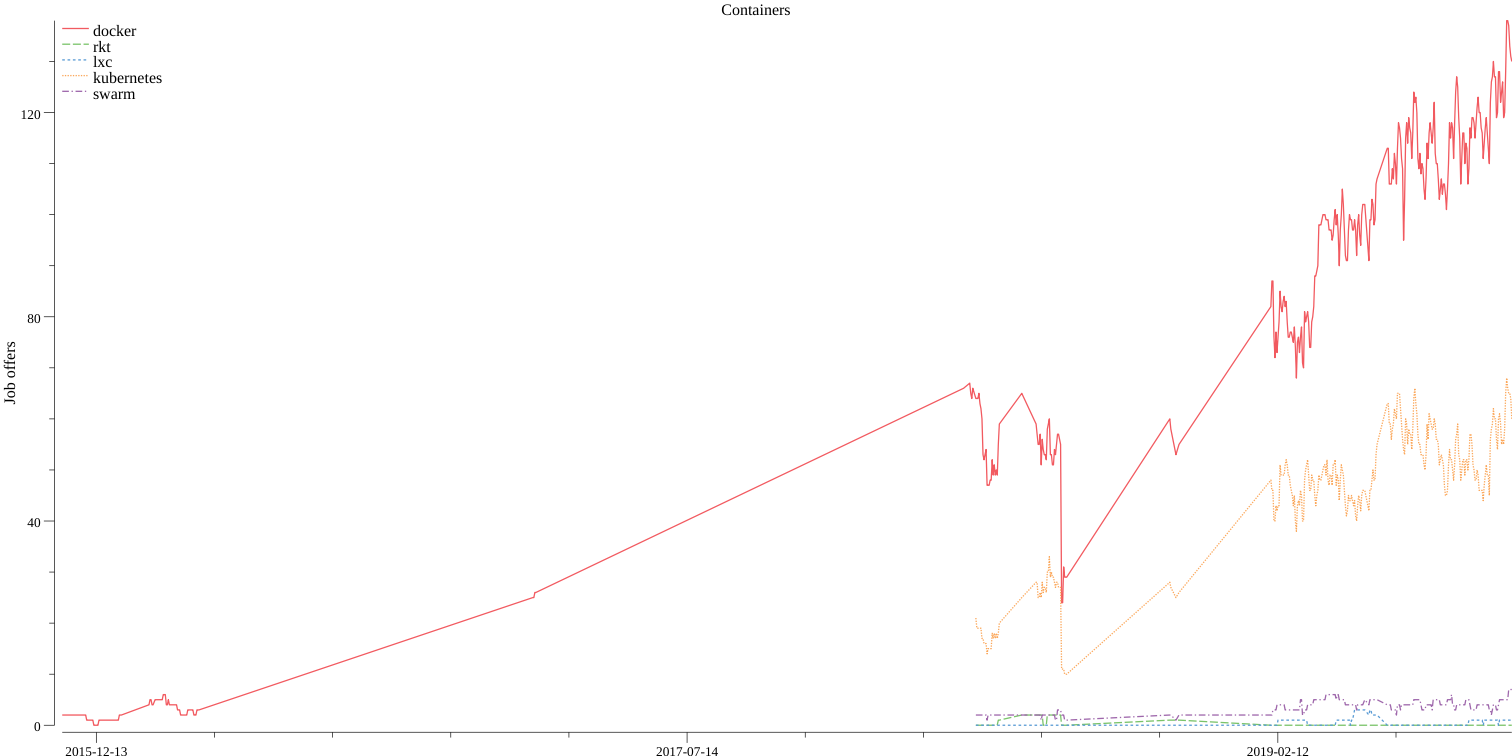 Containers
docker
rkt
lxc
kubernetes
swarm
120
80
40
0
Job offers
2015-12-13
2017-07-14
2019-02-12